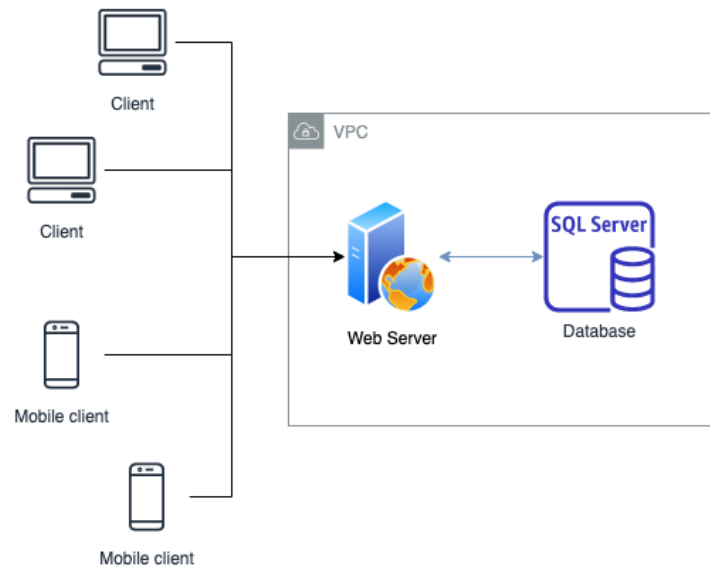 Client
VPC
Client
SQL Server
Web Server
Database
Mobile client
Mobile client